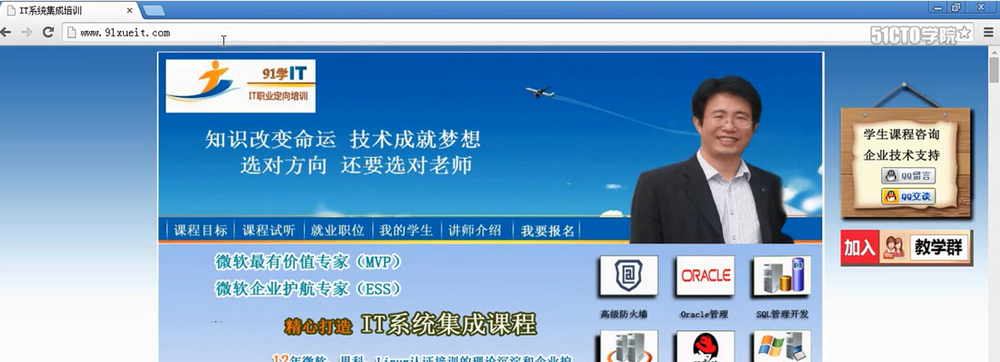 IT系统集成培训
www.91xueit.com
51CTO学院
91学IT
IT职业定向培训
知识改变命运 技术成就梦想
选对方向 还要选对老师
学生课程咨询
企业技术支持
QQ留言
QQ交谈
课程目标 课程试听 就业职位 我的学生 讲师介绍 我要报名
加入 教学群
微软最有价值专家（MVP）
微软企业护航专家（ESS）
ORACLE
高级防火墙 Oracle管理 SQL管理开发
精心打造 IT系统集成课程
12年微软、思科、Linux认证培训的理论沉淀和企业护